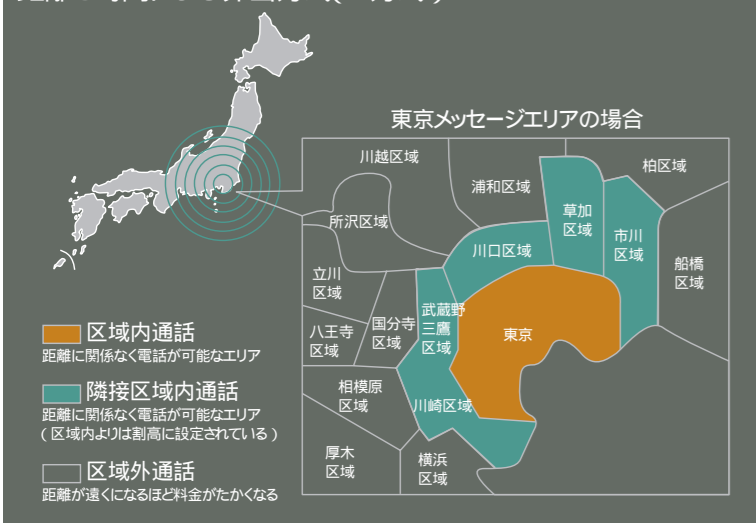 東京メッセージエリアの場合
川越区域
浦和区域
柏区域
所沢区域
草加
区域
市川
区域
川口区域
船橋
区域
立川
区域
武蔵野
三鷹
区域
国分寺
区域
八王寺
区域
東京
相模原
区域
川崎区域
厚木
区域
横浜
区域
区域内通話
距離に関係なく電話が可能なエリア
隣接区域内通話
距離に関係なく電話が可能なエリア
(区域内よりは割高に設定されている)
区域外通話
距離が遠くになるほど料金がたかくなる